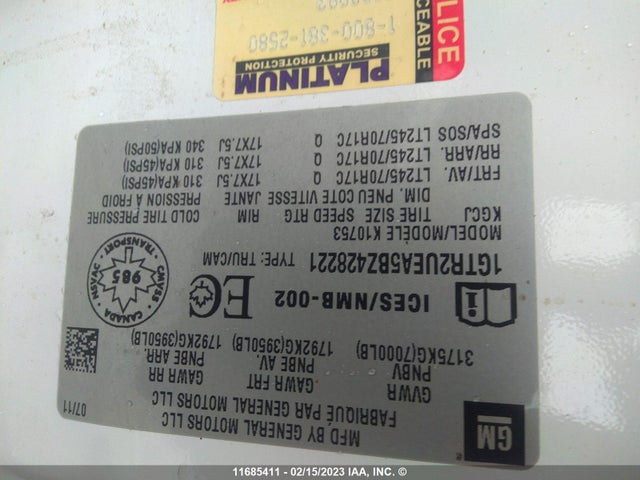 GM
MFD BY GENERAL MOTORS LLC
FABRIQUÉ PAR GENERAL MOTORS LLC
07/11
GVWR GAWR FRT GAWR RR
PNBV PNBE AV. PNBE ARR.
3175KG(7000LB) 1792KG(3950LB) 1792KG(3950LB)
ICES/NMB-002 EC
TRANSPORT
NSVAC 985 CMVSS
CANADA
1GTR2UEA5BZ428221 TYPE: TRU/CAM
MODEL/MODÈLE K10753
KGCJ TIRE SIZE SPEED RTG RIM COLD TIRE PRESSURE
DIM. PNEU COTE VITESSE JANTE PRESSION À FROID
FRT/AV. LT245/70R17C Q 17X7.5J 310 KPA(45PSI)
RR/ARR. LT245/70R17C Q 17X7.5J 310 KPA(45PSI)
SPA/SOS LT245/70R17C Q 17X7.5J 340 KPA(50PSI)
PLATINUM
SECURITY PROTECTION
1-800-381-2580
LICE
CEABLE
11685411 - 02/15/2023 IAA, INC. ©